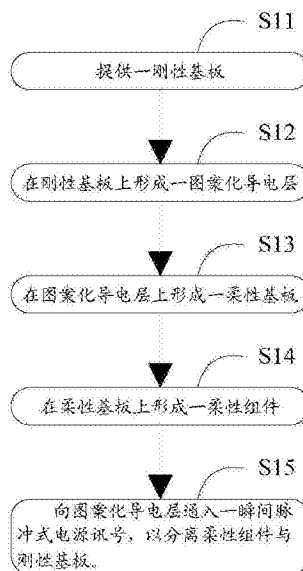 S11
提供一刚性基板
S12
在刚性基板上形成一图案化导电层
S13
在图案化导电层上形成一柔性基板
S14
在柔性基板上形成一柔性组件
S15
向图案化导电层通入一瞬间脉
冲式电源讯号，以分离柔性组件与
刚性基板。